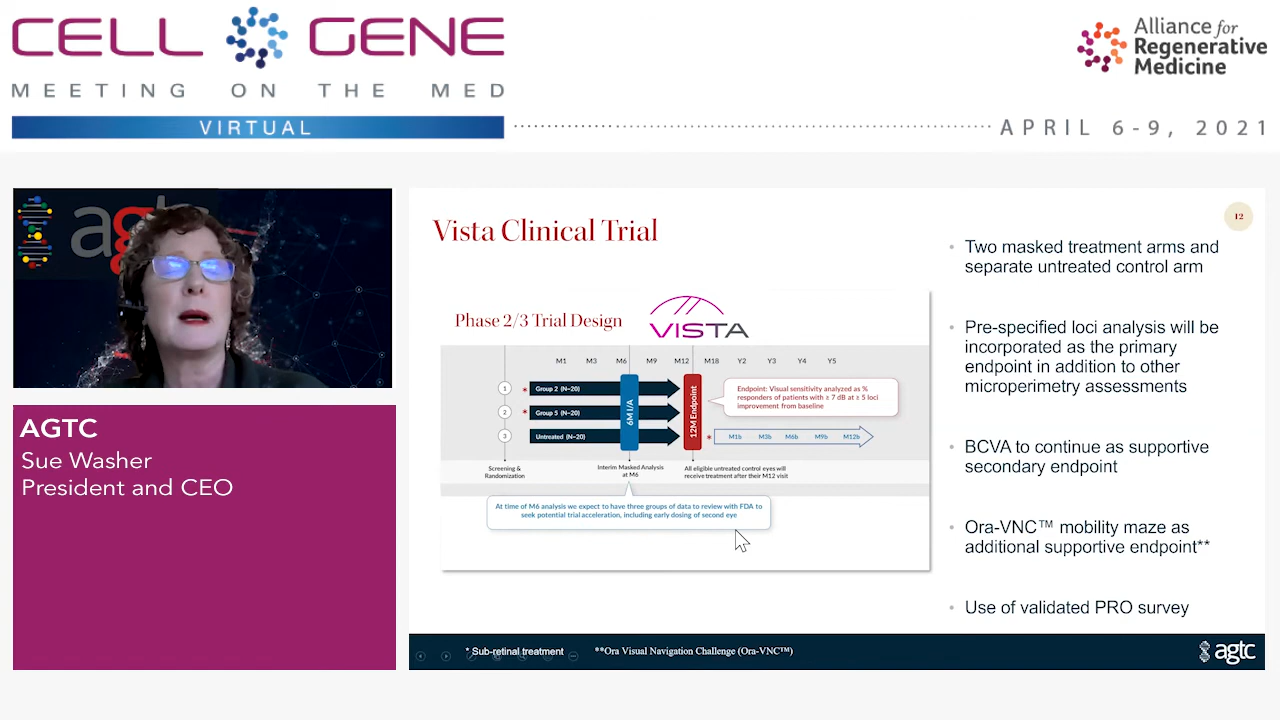 CELL GENE
MEETING ON THE MED
VIRTUAL
Alliance for
Regenerative
Medicine
APRIL 6-9, 2021
agtc
AGTC
Sue Washer
President and CEO
Vista Clinical Trial
12
Phase 2/3 Trial Design
VISTA
M1 M3 M6 M9 M12 M18 Y2 Y3 Y4 Y5
1 * Group 2 (N~20)
2 * Group 5 (N~20)
3 Untreated (N~20)
6M I/A
12M Endpoint
Endpoint: Visual sensitivity analyzed as %
responders of patients with ≥ 7 dB at ≥ 5 loci
improvement from baseline
* M1b M3b M6b M9b M12b
Screening &
Randomization
Interim Masked Analysis
at M6
All eligible untreated control eyes will
receive treatment after their M12 visit
At time of M6 analysis we expect to have three groups of data to review with FDA to
seek potential trial acceleration, including early dosing of second eye
• Two masked treatment arms and
separate untreated control arm
• Pre-specified loci analysis will be
incorporated as the primary
endpoint in addition to other
microperimetry assessments
• BCVA to continue as supportive
secondary endpoint
• Ora-VNC™ mobility maze as
additional supportive endpoint**
• Use of validated PRO survey
* Sub-retinal treatment
**Ora Visual Navigation Challenge (Ora-VNC™)
agtc